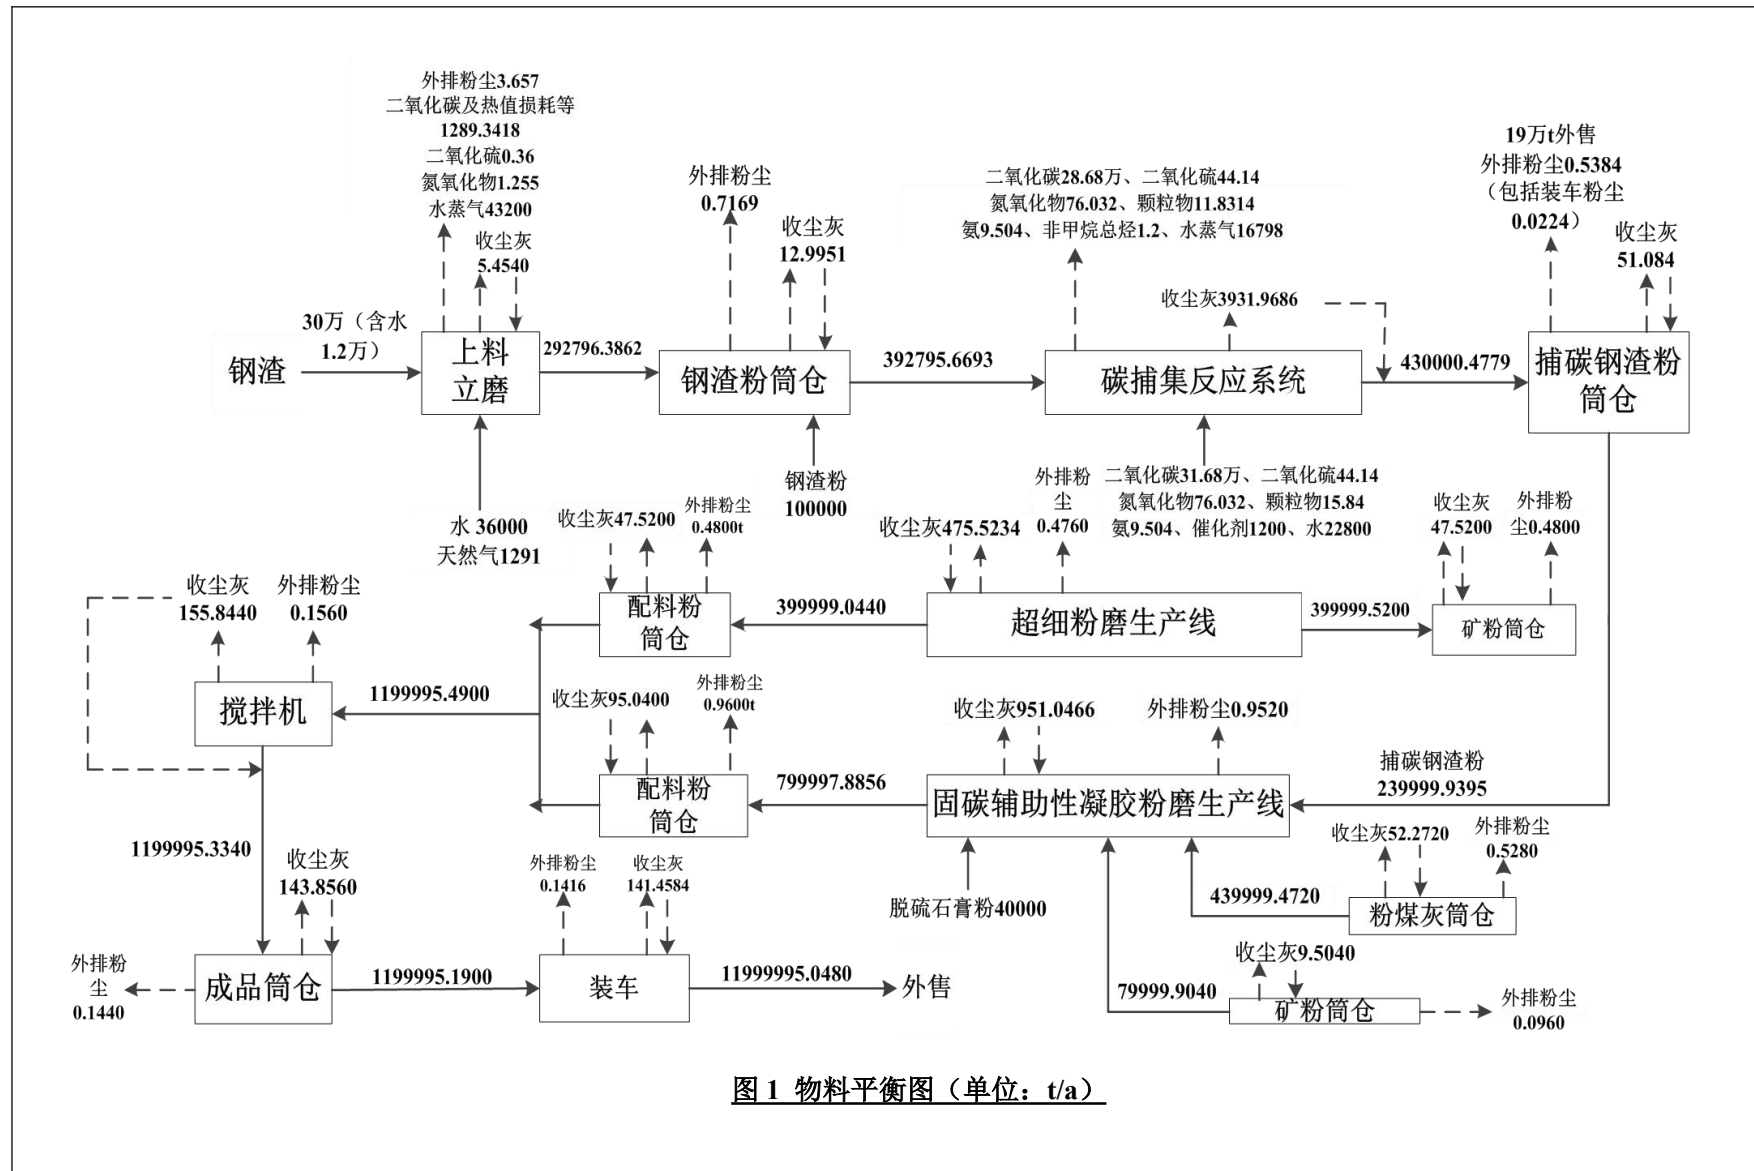 外排粉尘3.657
二氧化碳及热值损耗等
1289.3418
二氧化硫0.36
氮氧化物1.255
水蒸气43200
收尘灰
5.4540
外排粉尘
0.7169
收尘灰
12.9951
二氧化碳28.68万、二氧化硫44.14
氮氧化物76.032、颗粒物11.8314
氨9.504、非甲烷总烃1.2、水蒸气16798
收尘灰3931.9686
19万t外售
外排粉尘0.5384
（包括装车粉尘
0.0224）
收尘灰
51.084
钢渣
30万（含水
1.2万）
上料
立磨
292796.3862
钢渣粉筒仓
392795.6693
碳捕集反应系统
430000.4779
捕碳钢渣粉
筒仓
水 36000
天然气1291
钢渣粉
100000
二氧化碳31.68万、二氧化硫44.14
氮氧化物76.032、颗粒物15.84
氨9.504、催化剂1200、水22800
收尘灰47.5200
外排粉尘
0.4800t
收尘灰475.5234
外排粉
尘
0.4760
收尘灰
47.5200
外排粉
尘0.4800
收尘灰
155.8440
外排粉尘
0.1560
配料粉
筒仓
399999.0440
超细粉磨生产线
399999.5200
矿粉筒仓
搅拌机
1199995.4900
收尘灰95.0400
外排粉尘
0.9600t
收尘灰951.0466
外排粉尘0.9520
配料粉
筒仓
799997.8856
固碳辅助性凝胶粉磨生产线
捕碳钢渣粉
239999.9395
1199995.3340
收尘灰
143.8560
外排粉尘
0.1416
收尘灰
141.4584
脱硫石膏粉40000
收尘灰52.2720
外排粉尘
0.5280
439999.4720
粉煤灰筒仓
外排粉
尘
0.1440
成品筒仓
1199995.1900
装车
11999995.0480
外售
收尘灰9.5040
79999.9040
矿粉筒仓
外排粉尘
0.0960
图 1 物料平衡图（单位：t/a）